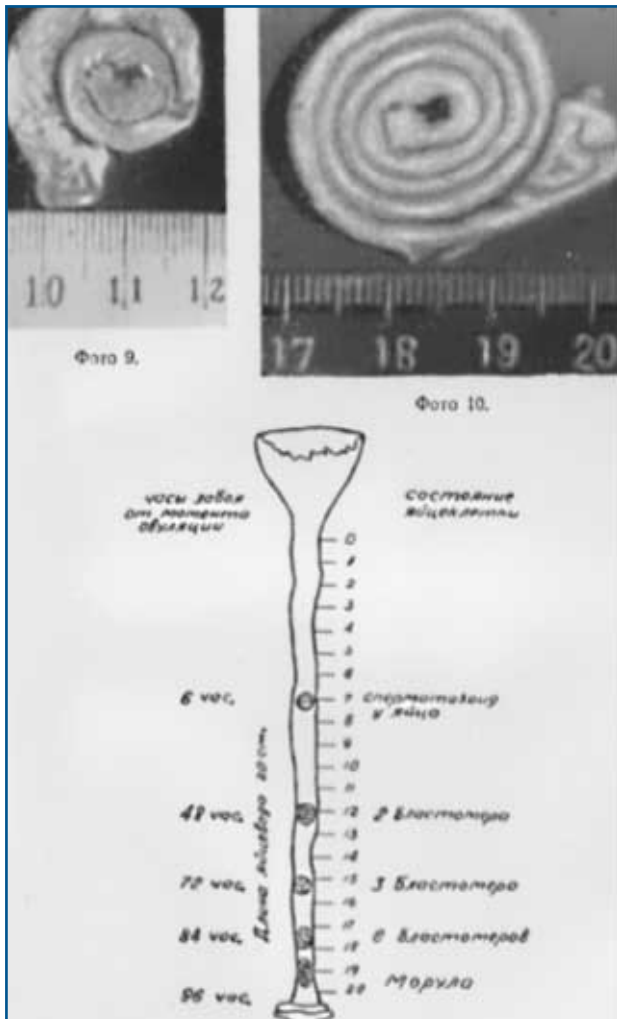 10 11 12
Фото 9.
17 18 19 20
Фото 10.
часы забоя
от момента
овуляции
состояние
яйцеклетки
0
1
2
3
4
5
6
6 час. 7 сперматозоид
у яйца
8
9
10
11
48 час. 12 2 бластомера
13
14
72 час. 15 3 бластомера
16
17
84 час. 8 бластомеров
18
19
Морула
20
96 час.
Длина яйцевода 20 см.